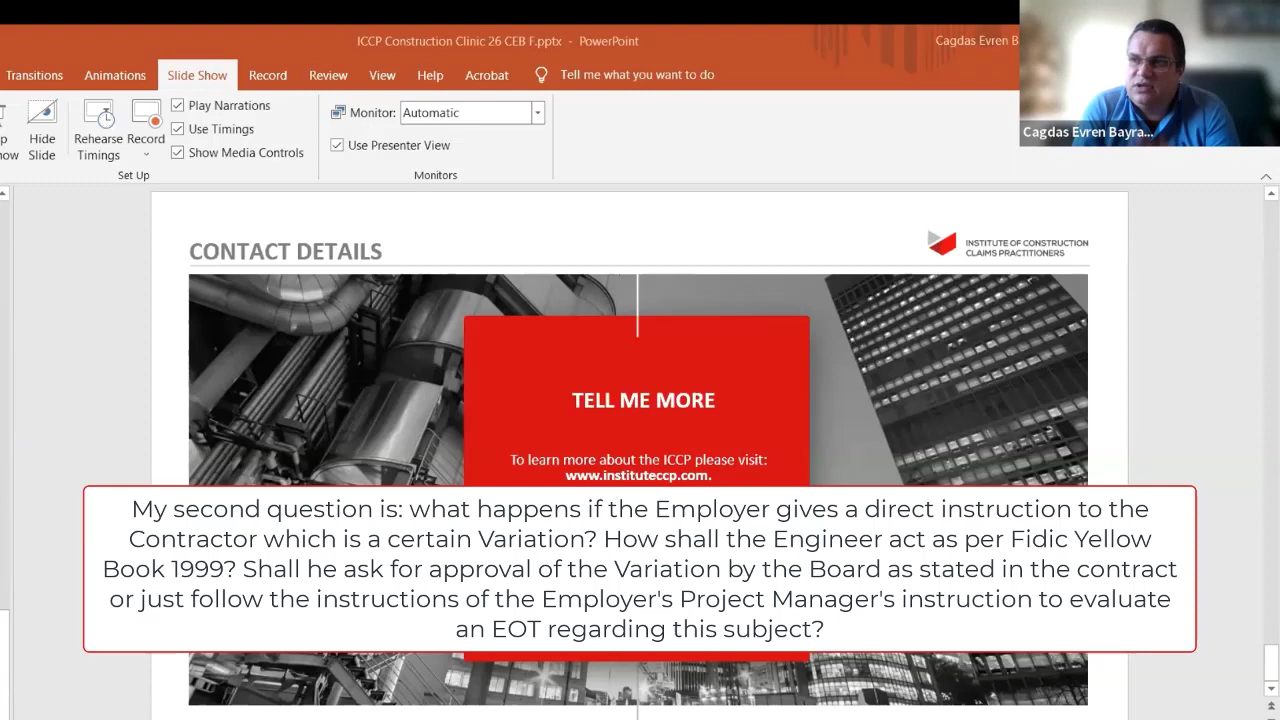 ICCP Construction Clinic 26 CEB F.pptx - PowerPoint
Cagdas Evren B
Transitions
Animations
Slide Show
Record
Review
View
Help
Acrobat
Tell me what you want to do
Hide
Slide
Rehearse
Timings
Record
Play Narrations
Use Timings
Show Media Controls
Set Up
Monitor: Automatic
Use Presenter View
Monitors
Cagdas Evren Bayra...
CONTACT DETAILS
INSTITUTE OF CONSTRUCTION
CLAIMS PRACTITIONERS
TELL ME MORE
To learn more about the ICCP please visit:
www.instituteccp.com.
My second question is: what happens if the Employer gives a direct instruction to the
Contractor which is a certain Variation? How shall the Engineer act as per Fidic Yellow
Book 1999? Shall he ask for approval of the Variation by the Board as stated in the contract
or just follow the instructions of the Employer's Project Manager's instruction to evaluate
an EOT regarding this subject?